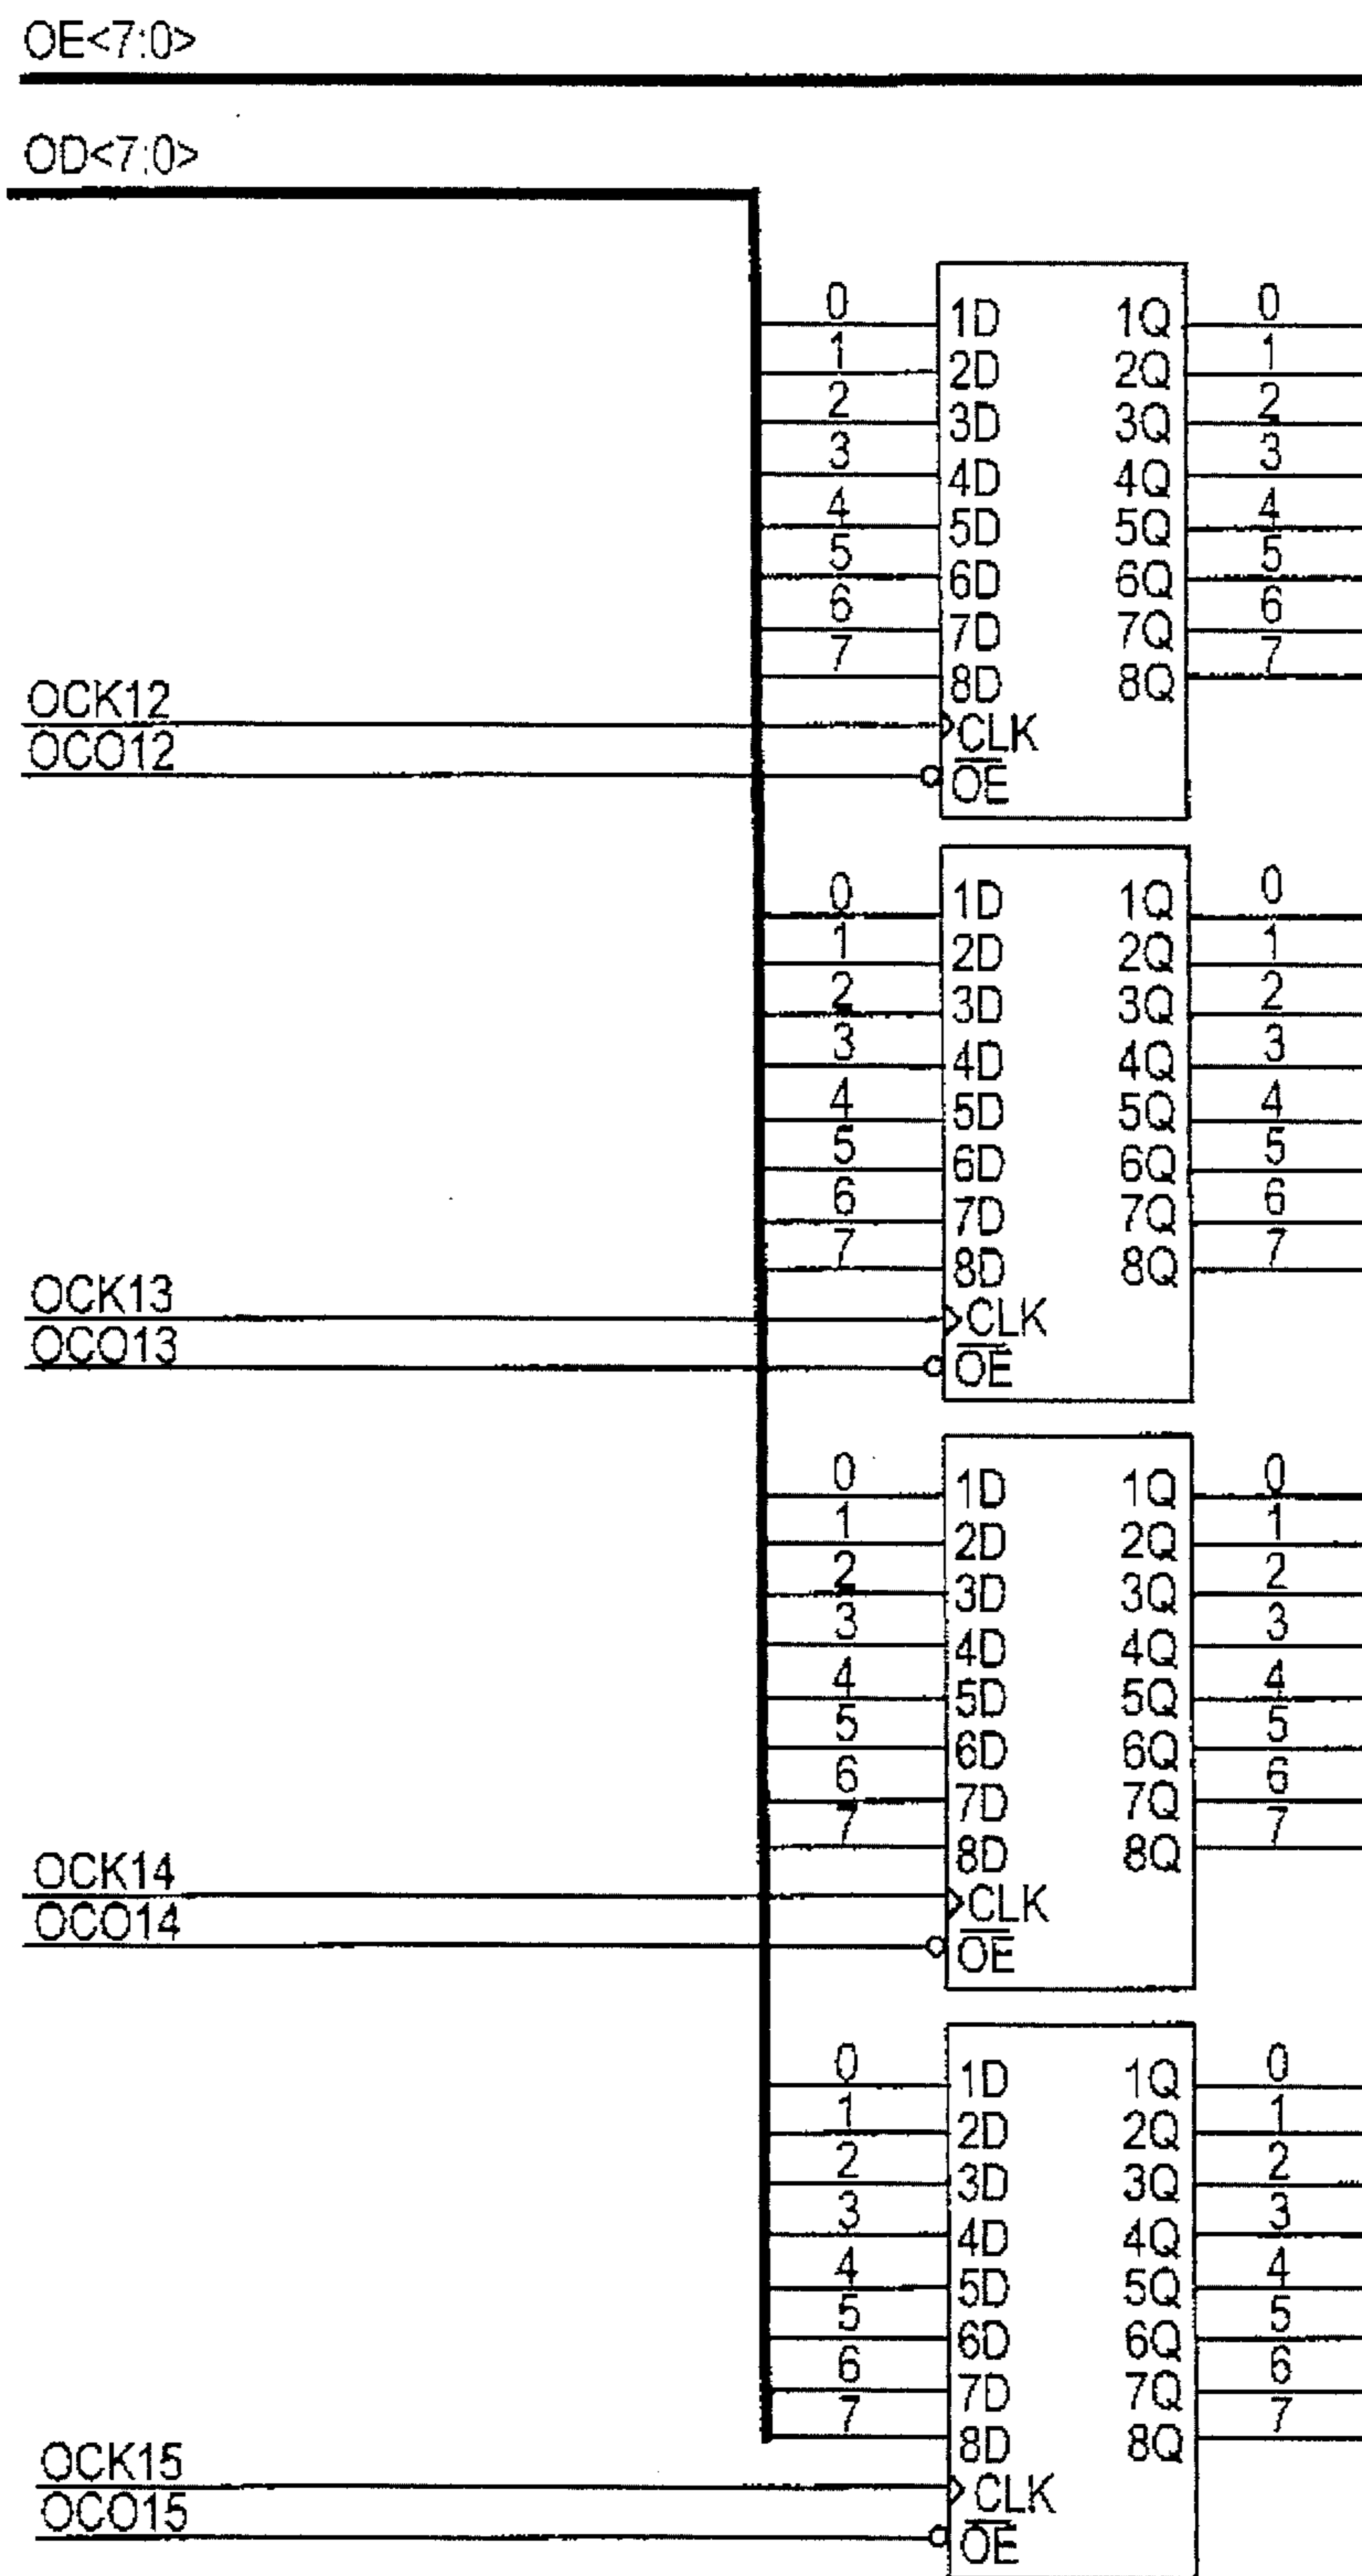 OE<7:0>
OD<7:0>
0 1D 1Q 0
1 2D 2Q 1
2 3D 3Q 2
3 4D 4Q 3
4 5D 5Q 4
5 6D 6Q 5
6 7D 7Q 6
7 8D 8Q 7
OCK12 CLK
OCO12 OE
0 1D 1Q 0
1 2D 2Q 1
2 3D 3Q 2
3 4D 4Q 3
4 5D 5Q 4
5 6D 6Q 5
6 7D 7Q 6
7 8D 8Q 7
OCK13 CLK
OCO13 OE
0 1D 1Q 0
1 2D 2Q 1
2 3D 3Q 2
3 4D 4Q 3
4 5D 5Q 4
5 6D 6Q 5
6 7D 7Q 6
7 8D 8Q 7
OCK14 CLK
OCO14 OE
0 1D 1Q 0
1 2D 2Q 1
2 3D 3Q 2
3 4D 4Q 3
4 5D 5Q 4
5 6D 6Q 5
6 7D 7Q 6
7 8D 8Q 7
OCK15 CLK
OCO15 OE